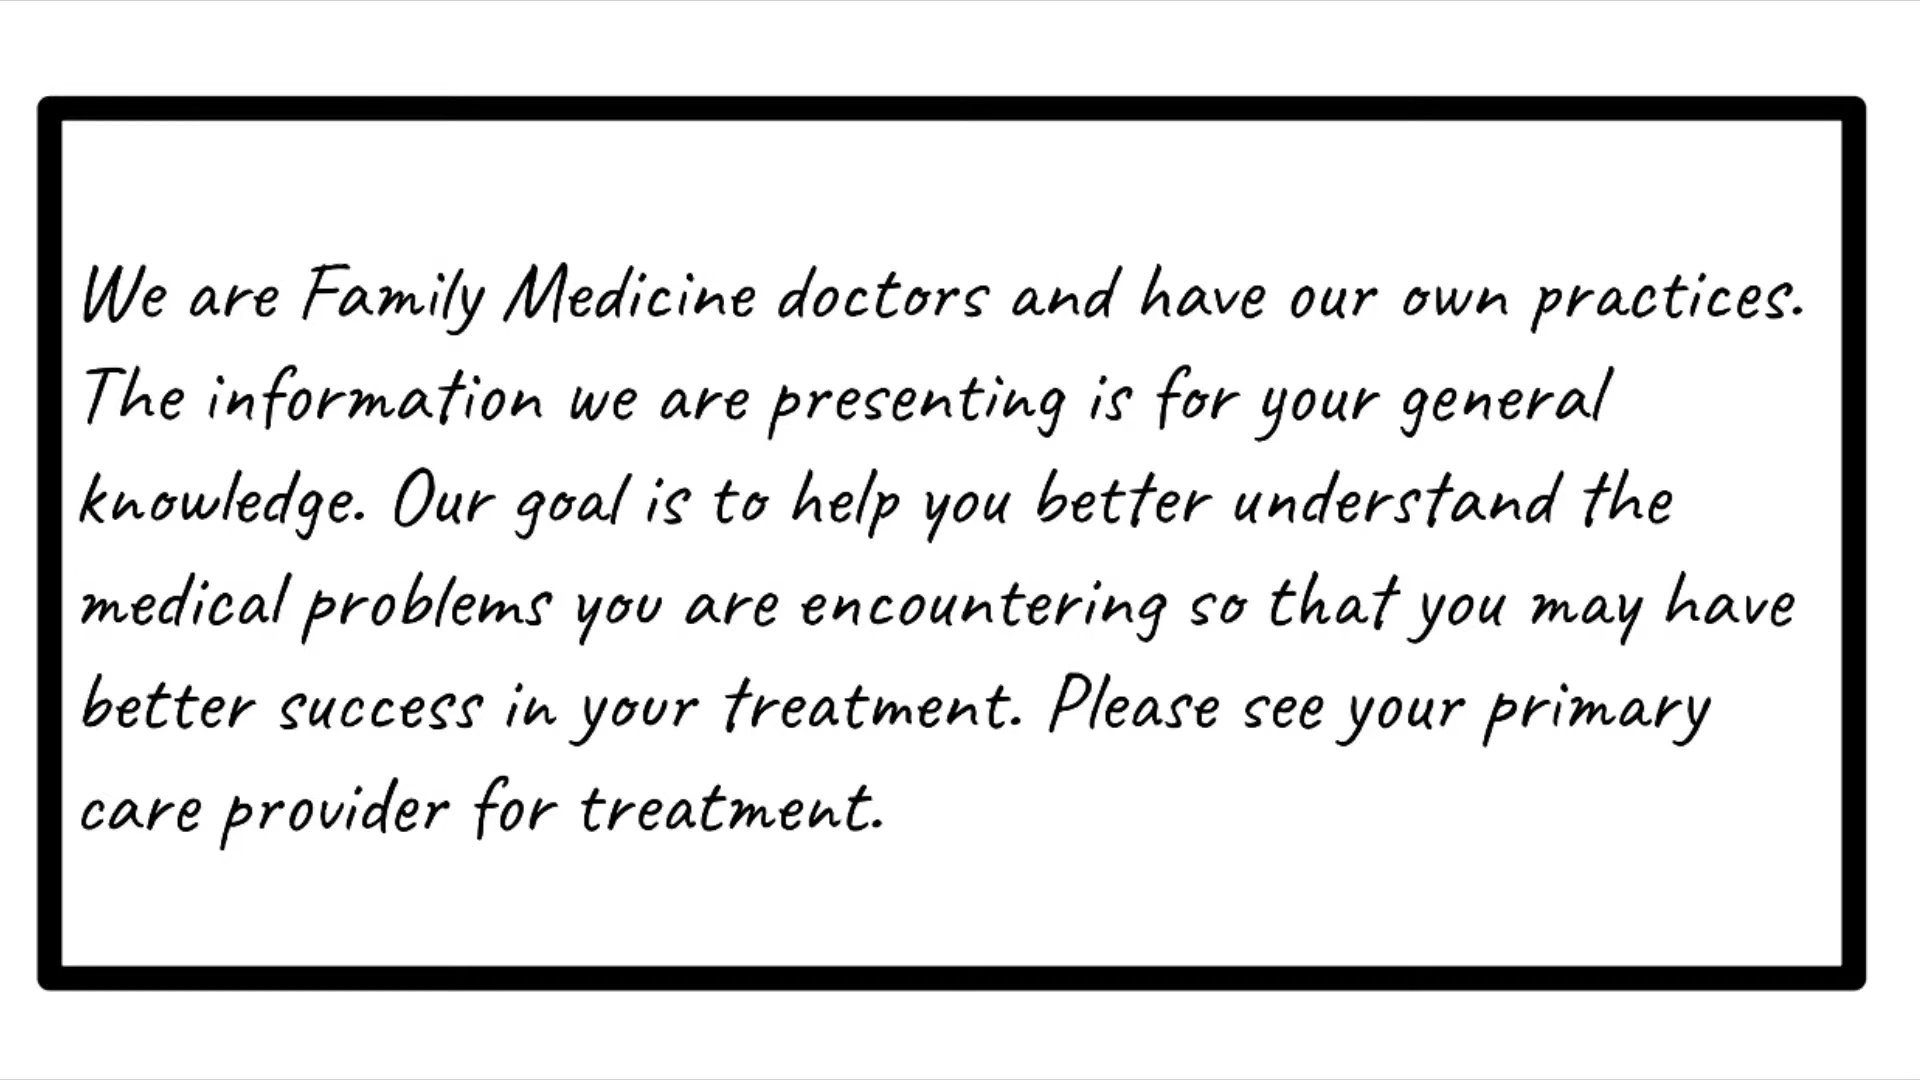 We are Family Medicine doctors and have our own practices.
The information we are presenting is for your general
knowledge. Our goal is to help you better understand the
medical problems you are encountering so that you may have
better success in your treatment. Please see your primary
care provider for treatment.